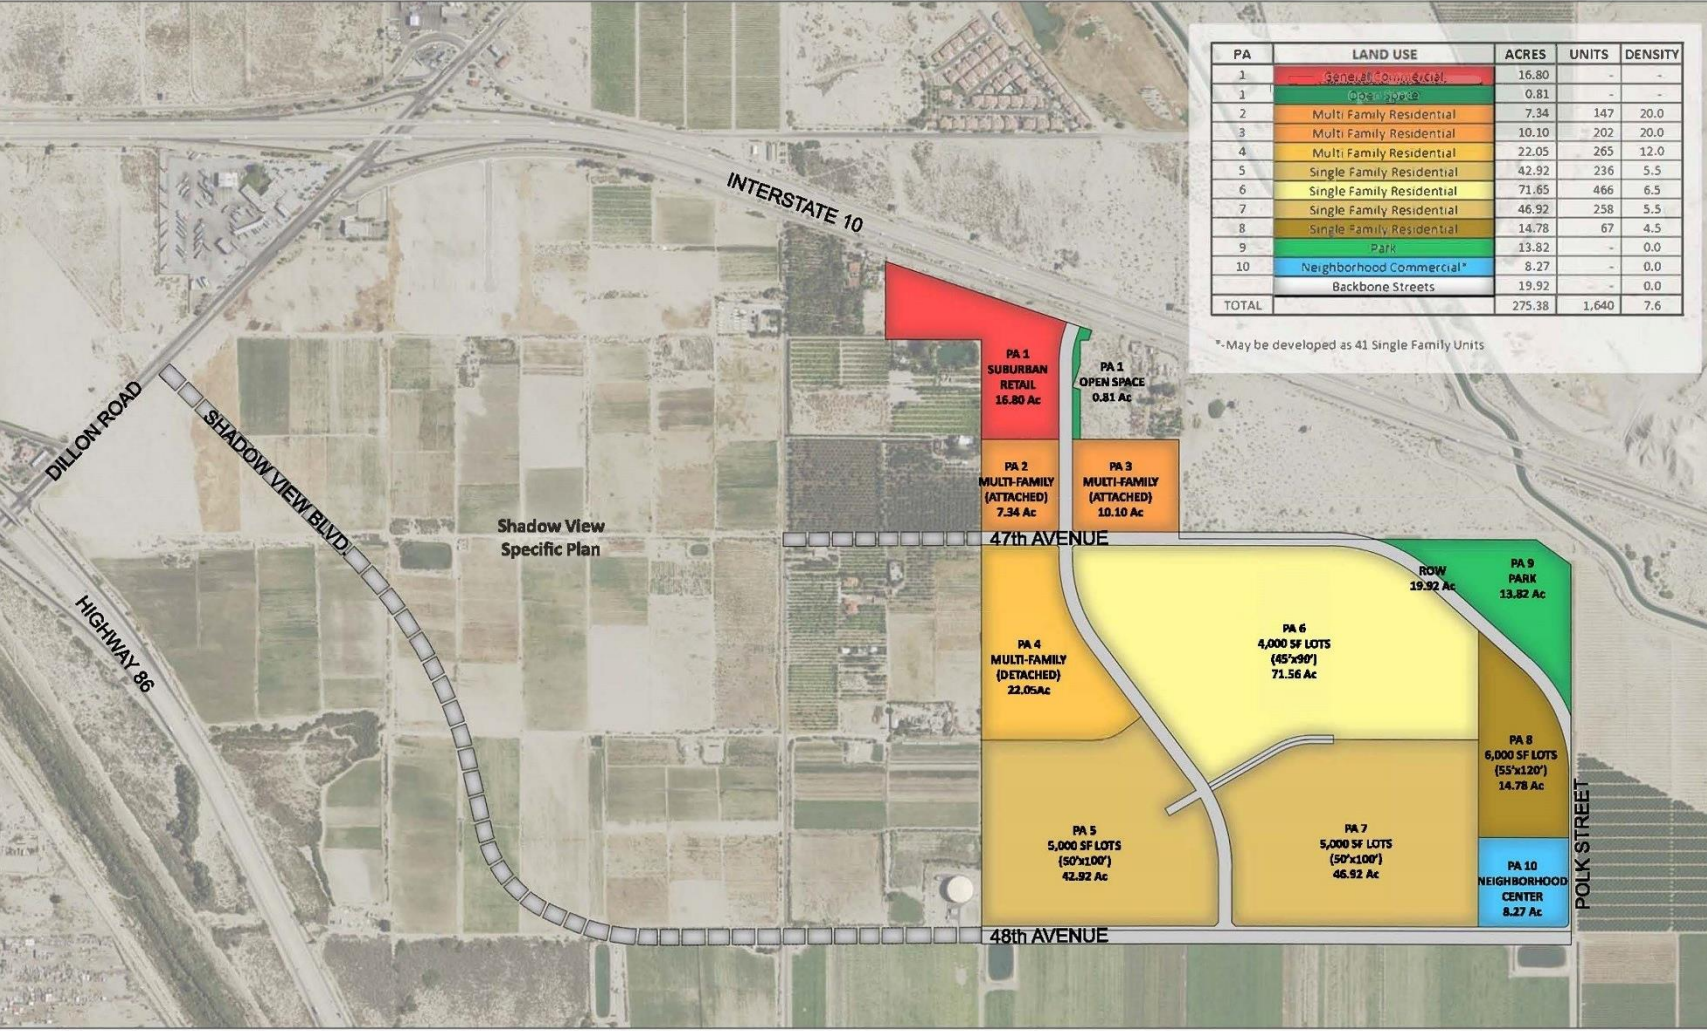 PA LAND USE ACRES UNITS DENSITY
1 General Commercial 16.80 - -
1 Open Space 0.81 - -
2 Multi Family Residential 7.34 147 20.0
3 Multi Family Residential 10.10 202 20.0
4 Multi Family Residential 22.05 265 12.0
5 Single Family Residential 42.92 236 5.5
6 Single Family Residential 71.65 466 6.5
7 Single Family Residential 46.92 258 5.5
8 Single Family Residential 14.78 67 4.5
9 Park 13.82 - 0.0
10 Neighborhood Commercial* 8.27 - 0.0
Backbone Streets 19.92 - 0.0
TOTAL 275.38 1,640 7.6
*-May be developed as 41 Single Family Units
INTERSTATE 10
DILLON ROAD
SHADOW VIEW BLVD.
HIGHWAY 86
Shadow View
Specific Plan
PA 1
SUBURBAN
RETAIL
16.80 Ac
PA 1
OPEN SPACE
0.81 Ac
PA 2
MULTI-FAMILY
(ATTACHED)
7.34 Ac
PA 3
MULTI-FAMILY
(ATTACHED)
10.10 Ac
47th AVENUE
ROW
19.92 Ac
PA 9
PARK
13.82 Ac
PA 4
MULTI-FAMILY
(DETACHED)
22.05Ac
PA 6
4,000 SF LOTS
(45'x90')
71.56 Ac
PA 8
6,000 SF LOTS
(55'x120')
14.78 Ac
PA 5
5,000 SF LOTS
(50'x100')
42.92 Ac
PA 7
5,000 SF LOTS
(50'x100')
46.92 Ac
PA 10
NEIGHBORHOOD
CENTER
8.27 Ac
POLK STREET
48th AVENUE